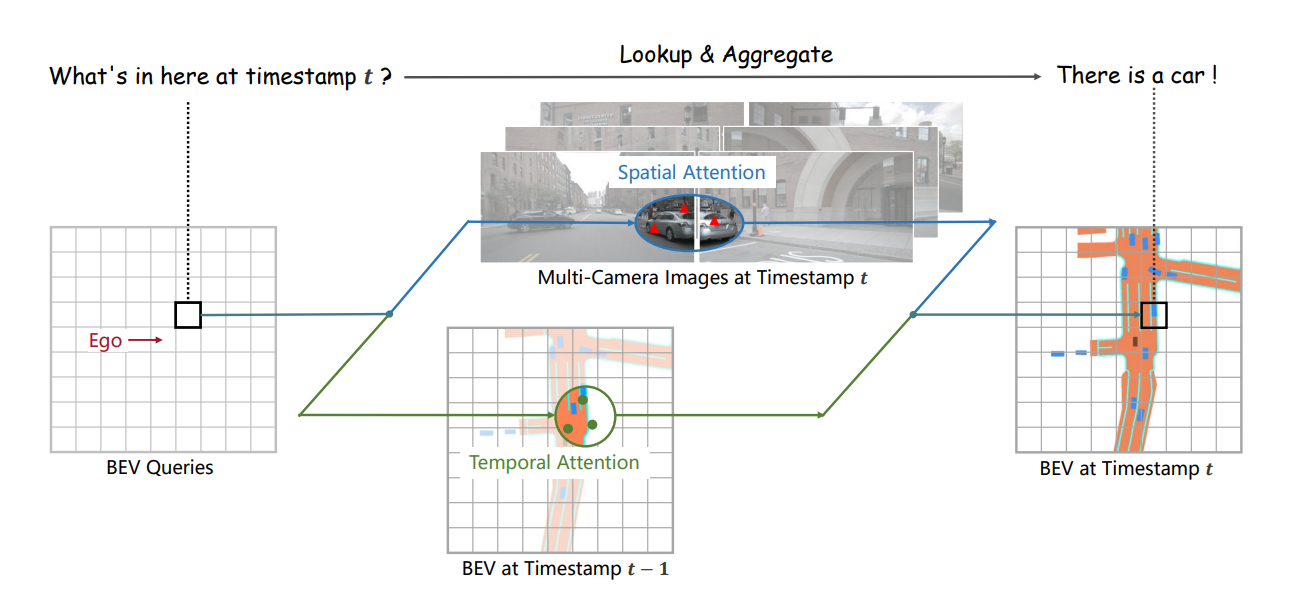 Lookup & Aggregate
What's in here at timestamp t ?
There is a car !
Spatial Attention
Multi-Camera Images at Timestamp t
Ego
BEV Queries
Temporal Attention
BEV at Timestamp t
BEV at Timestamp t − 1